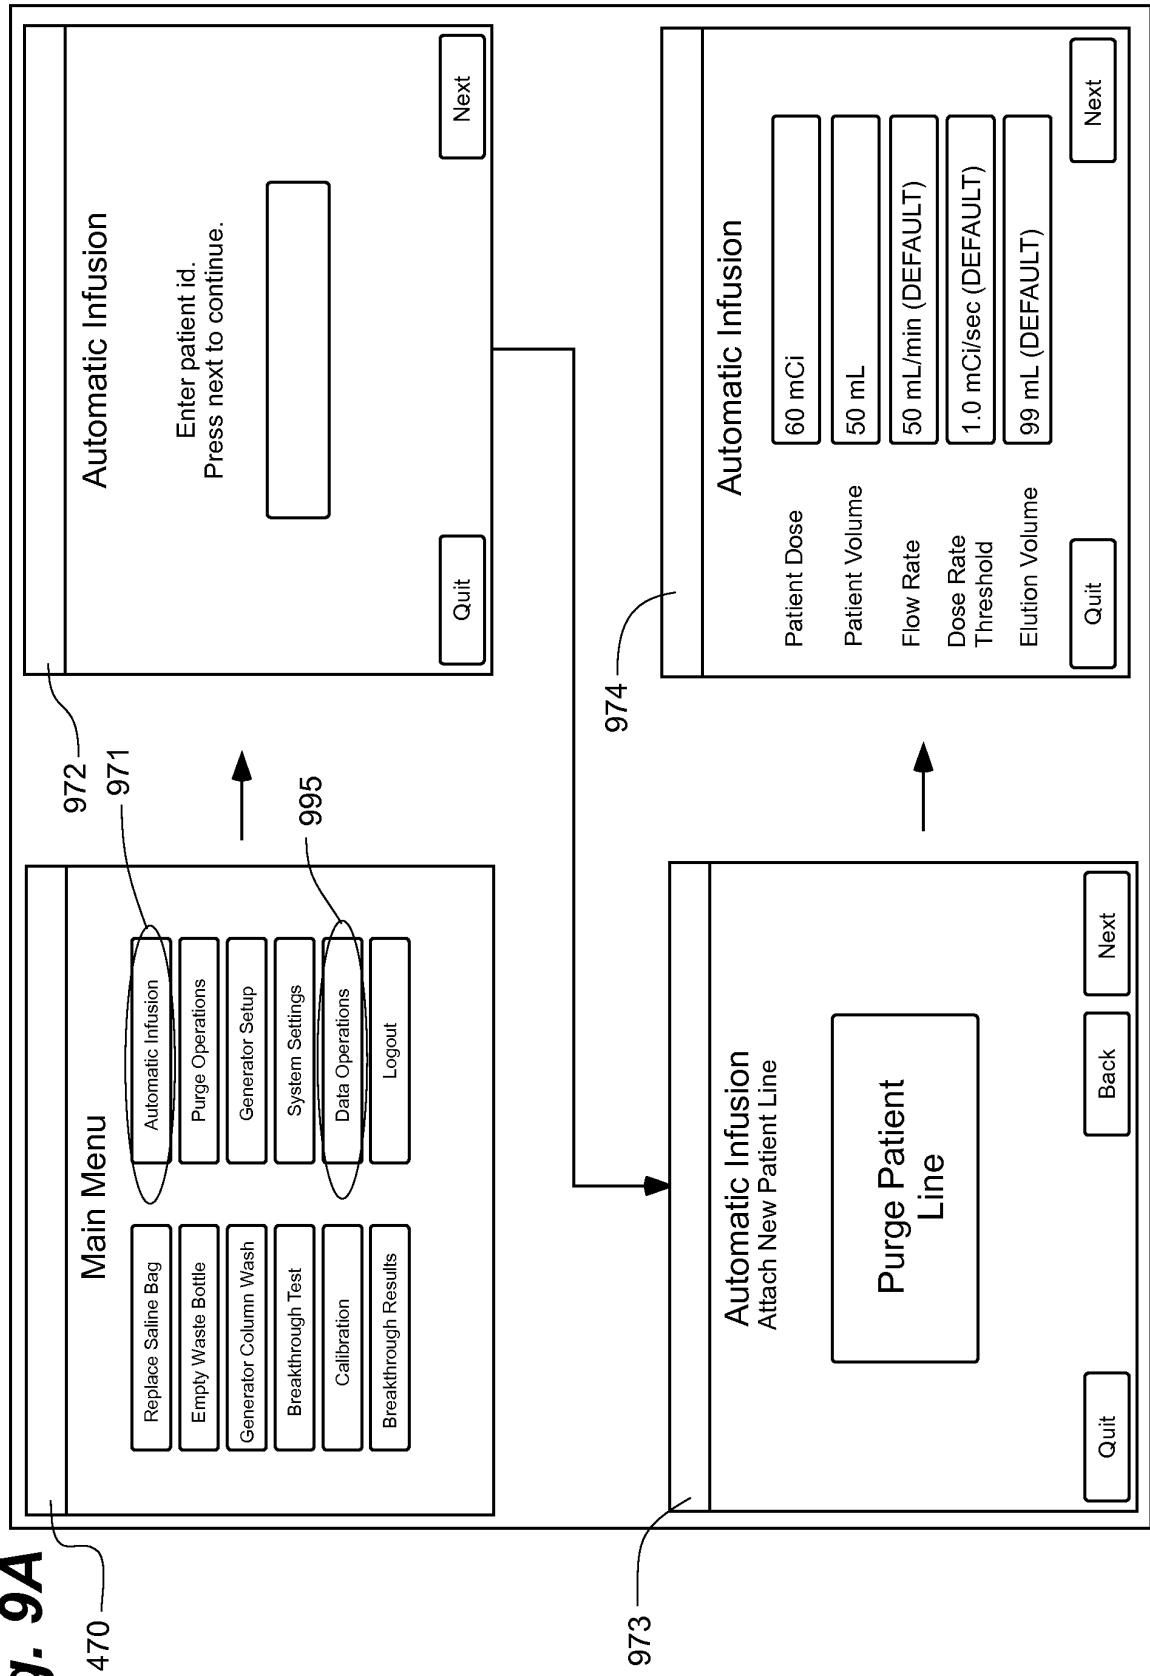 g. 9A
470
Main Menu
Replace Saline Bag
Empty Waste Bottle
Generator Column Wash
Breakthrough Test
Calibration
Breakthrough Results
Automatic Infusion
Purge Operations
Generator Setup
System Settings
Data Operations
Logout
971
995
972
Automatic Infusion
Enter patient id.
Press next to continue.
Quit
Next
973
Automatic Infusion
Attach New Patient Line
Purge Patient
Line
Quit
Back
Next
974
Automatic Infusion
Patient Dose
60 mCi
Patient Volume
50 mL
Flow Rate
50 mL/min (DEFAULT)
Dose Rate
Threshold
1.0 mCi/sec (DEFAULT)
Elution Volume
99 mL (DEFAULT)
Quit
Next